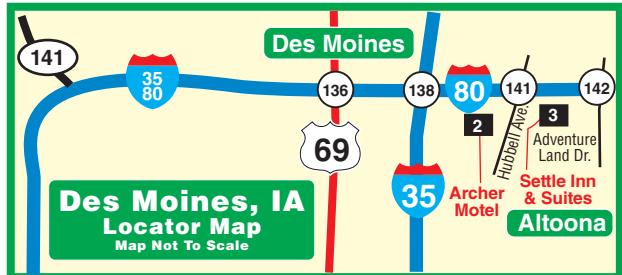 141
35
80
Des Moines
136
138
80
141
142
69
35
2
Archer
Motel
Hubbell Ave.
3
Adventure
Land Dr.
Settle Inn
& Suites
Altoona
Des Moines, IA
Locator Map
Map Not To Scale